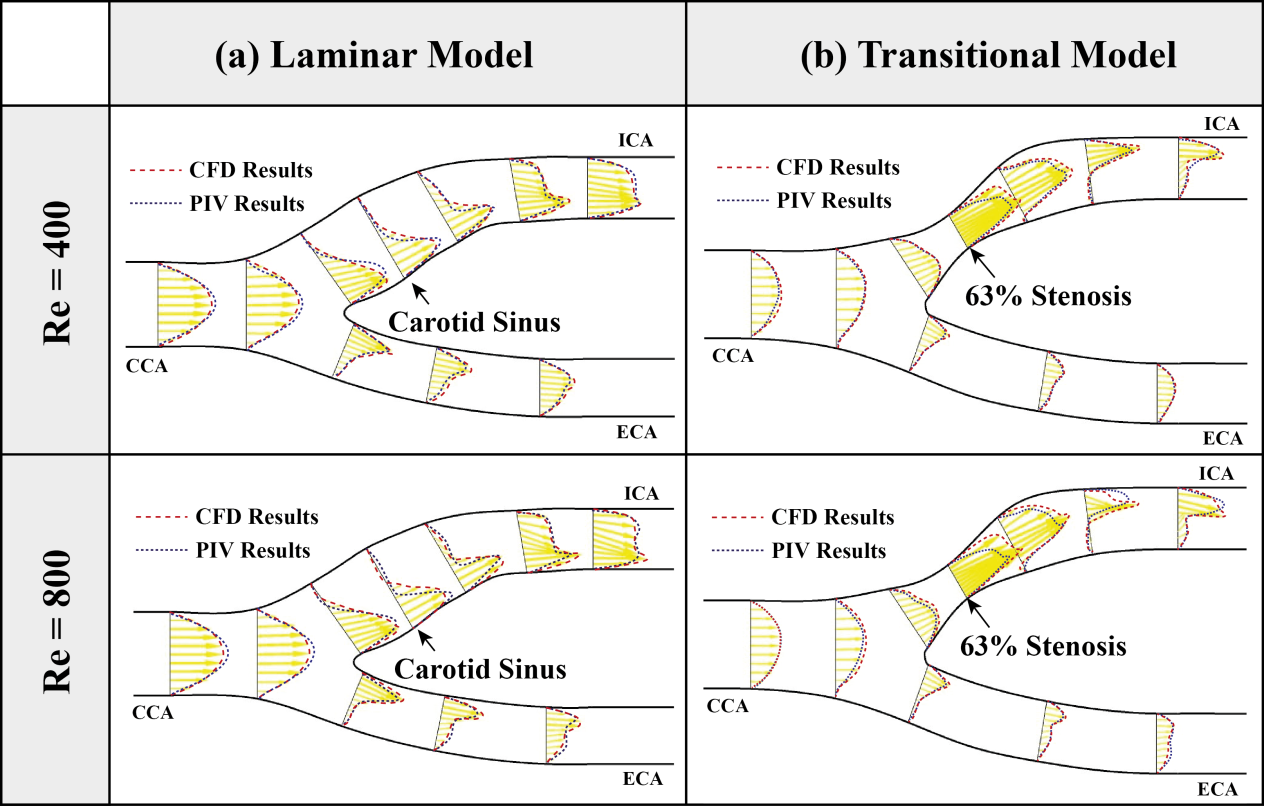 (a) Laminar Model
(b) Transitional Model
Re = 400
ICA
CFD Results
PIV Results
Carotid Sinus
CCA
ECA
ICA
CFD Results
PIV Results
63% Stenosis
CCA
ECA
Re = 800
ICA
CFD Results
PIV Results
Carotid Sinus
CCA
ECA
ICA
CFD Results
PIV Results
63% Stenosis
CCA
ECA